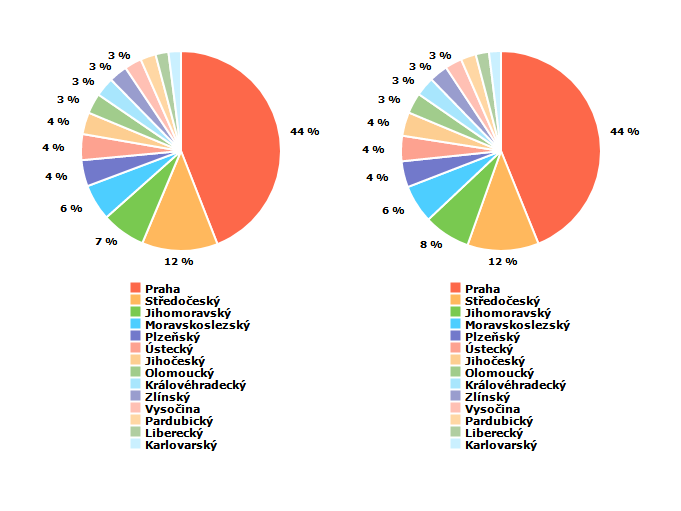 3 %
3 %
3 %
3 %
4 %
4 %
4 %
6 %
7 %
12 %
44 %
Praha
Středočeský
Jihomoravský
Moravskoslezský
Plzeňský
Ústecký
Jihočeský
Olomoucký
Královéhradecký
Zlínský
Vysočina
Pardubický
Liberecký
Karlovarský
3 %
3 %
3 %
3 %
4 %
4 %
4 %
6 %
8 %
12 %
44 %
Praha
Středočeský
Jihomoravský
Moravskoslezský
Plzeňský
Ústecký
Jihočeský
Olomoucký
Královéhradecký
Zlínský
Vysočina
Pardubický
Liberecký
Karlovarský